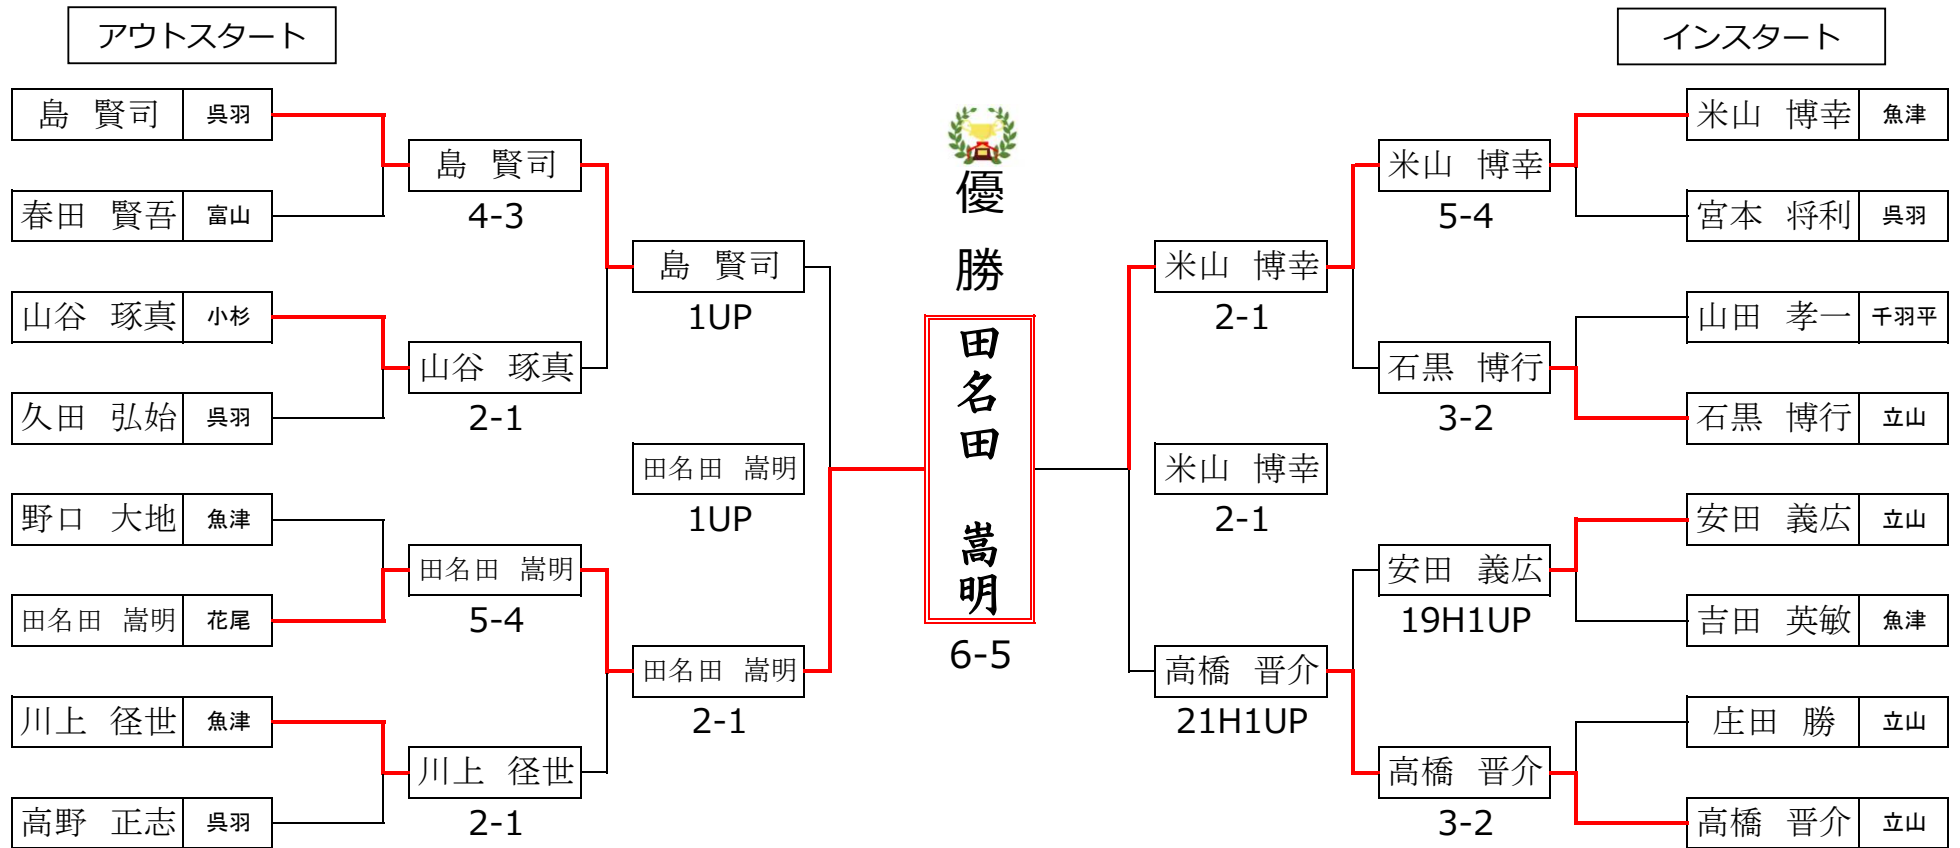 アウトスタート
島 賢司 呉羽
春田 賢吾 富山
山谷 琢真 小杉
久田 弘始 呉羽
野口 大地 魚津
田名田 嵩明 花尾
川上 径世 魚津
高野 正志 呉羽
島 賢司
4-3
山谷 琢真
2-1
田名田 嵩明
5-4
川上 径世
2-1
島 賢司
1UP
田名田 嵩明
1UP
田名田 嵩明
2-1
優勝
田名田 嵩明
6-5
米山 博幸
2-1
米山 博幸
2-1
高橋 晋介
21H1UP
米山 博幸
5-4
石黒 博行
3-2
安田 義広
19H1UP
高橋 晋介
3-2
インスタート
米山 博幸 魚津
宮本 将利 呉羽
山田 孝一 千羽平
石黒 博行 立山
安田 義広 立山
吉田 英敏 魚津
庄田 勝 立山
高橋 晋介 立山